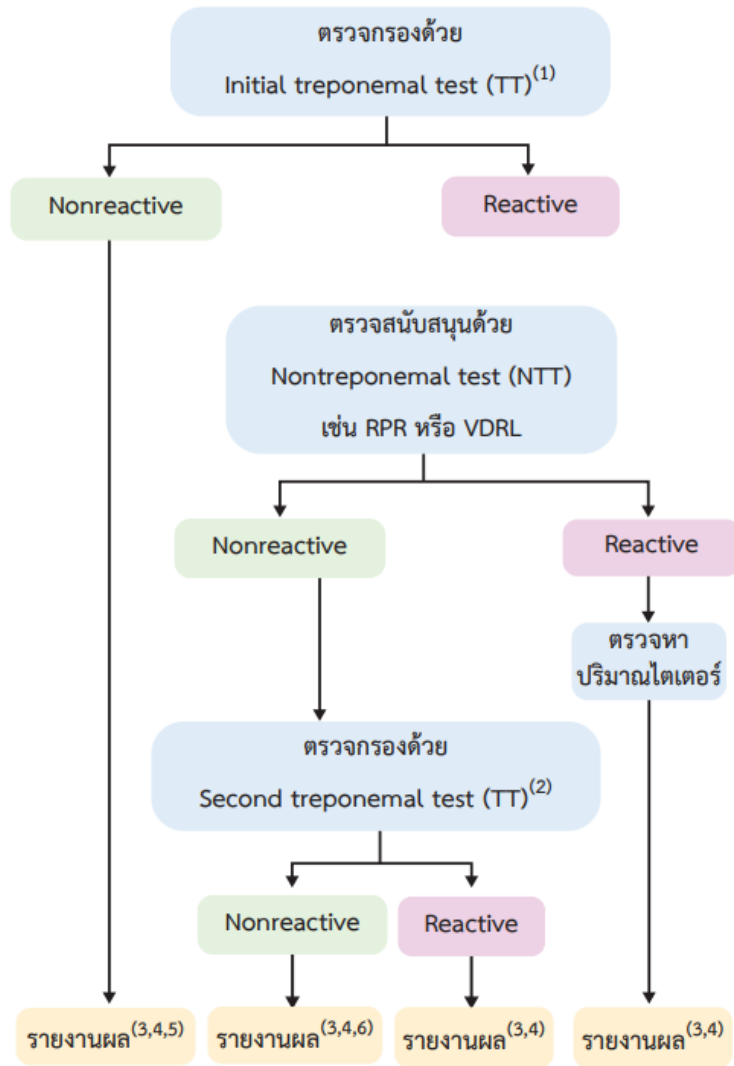 ตรวจกรองด้วย
Initial treponemal test (TT)(1)
Nonreactive
Reactive
ตรวจสนับสนุนด้วย
Nontreponemal test (NTT)
เช่น RPR หรือ VDRL
Nonreactive
Reactive
ตรวจหา
ปริมาณไตเตอร์
ตรวจกรองด้วย
Second treponemal test (TT)(2)
Nonreactive
Reactive
รายงานผล(3,4,5)
รายงานผล(3,4,6)
รายงานผล(3,4)
รายงานผล(3,4)